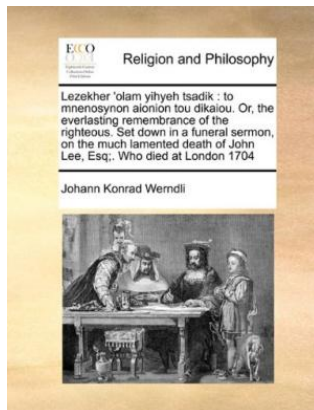 ECCO
Religion and Philosophy
Lezekher 'olam yihyeh tsadik : to
mnenosynon aionion tou dikaiou. Or, the
everlasting remembrance of the
righteous. Set down in a funeral sermon,
on the much lamented death of John
Lee, Esq;. Who died at London 1704
Johann Konrad Werndli